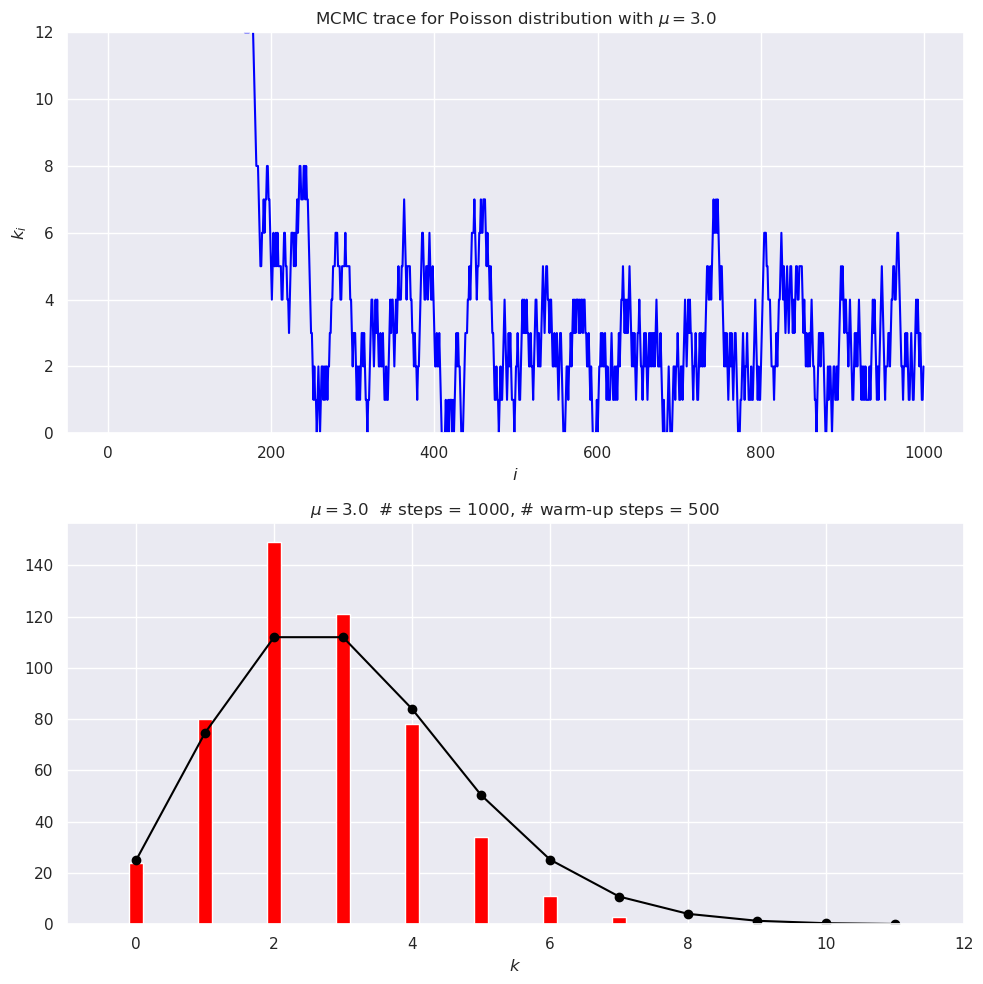 MCMC trace for Poisson distribution with μ = 3.0
12
10
8
6
4
2
0
k_i
0 200 400 600 800 1000
i
μ = 3.0 # steps = 1000, # warm-up steps = 500
140
120
100
80
60
40
20
0
0 2 4 6 8 10 12
k